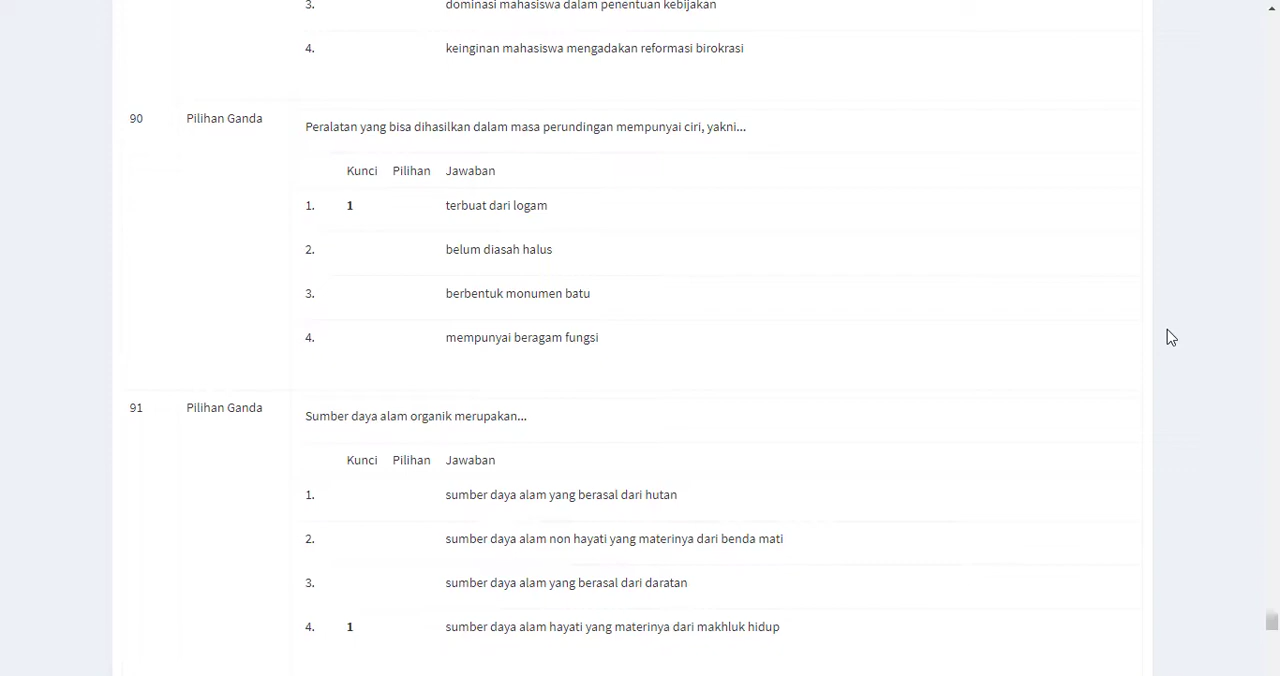 3. dominasi mahasiswa dalam penentuan kebijakan
4. keinginan mahasiswa mengadakan reformasi birokrasi
90 Pilihan Ganda Peralatan yang bisa dihasilkan dalam masa perundingan mempunyai ciri, yakni...
Kunci Pilihan Jawaban
1. 1 terbuat dari logam
2. belum diasah halus
3. berbentuk monumen batu
4. mempunyai beragam fungsi
91 Pilihan Ganda Sumber daya alam organik merupakan...
Kunci Pilihan Jawaban
1. sumber daya alam yang berasal dari hutan
2. sumber daya alam non hayati yang materinya dari benda mati
3. sumber daya alam yang berasal dari daratan
4. 1 sumber daya alam hayati yang materinya dari makhluk hidup